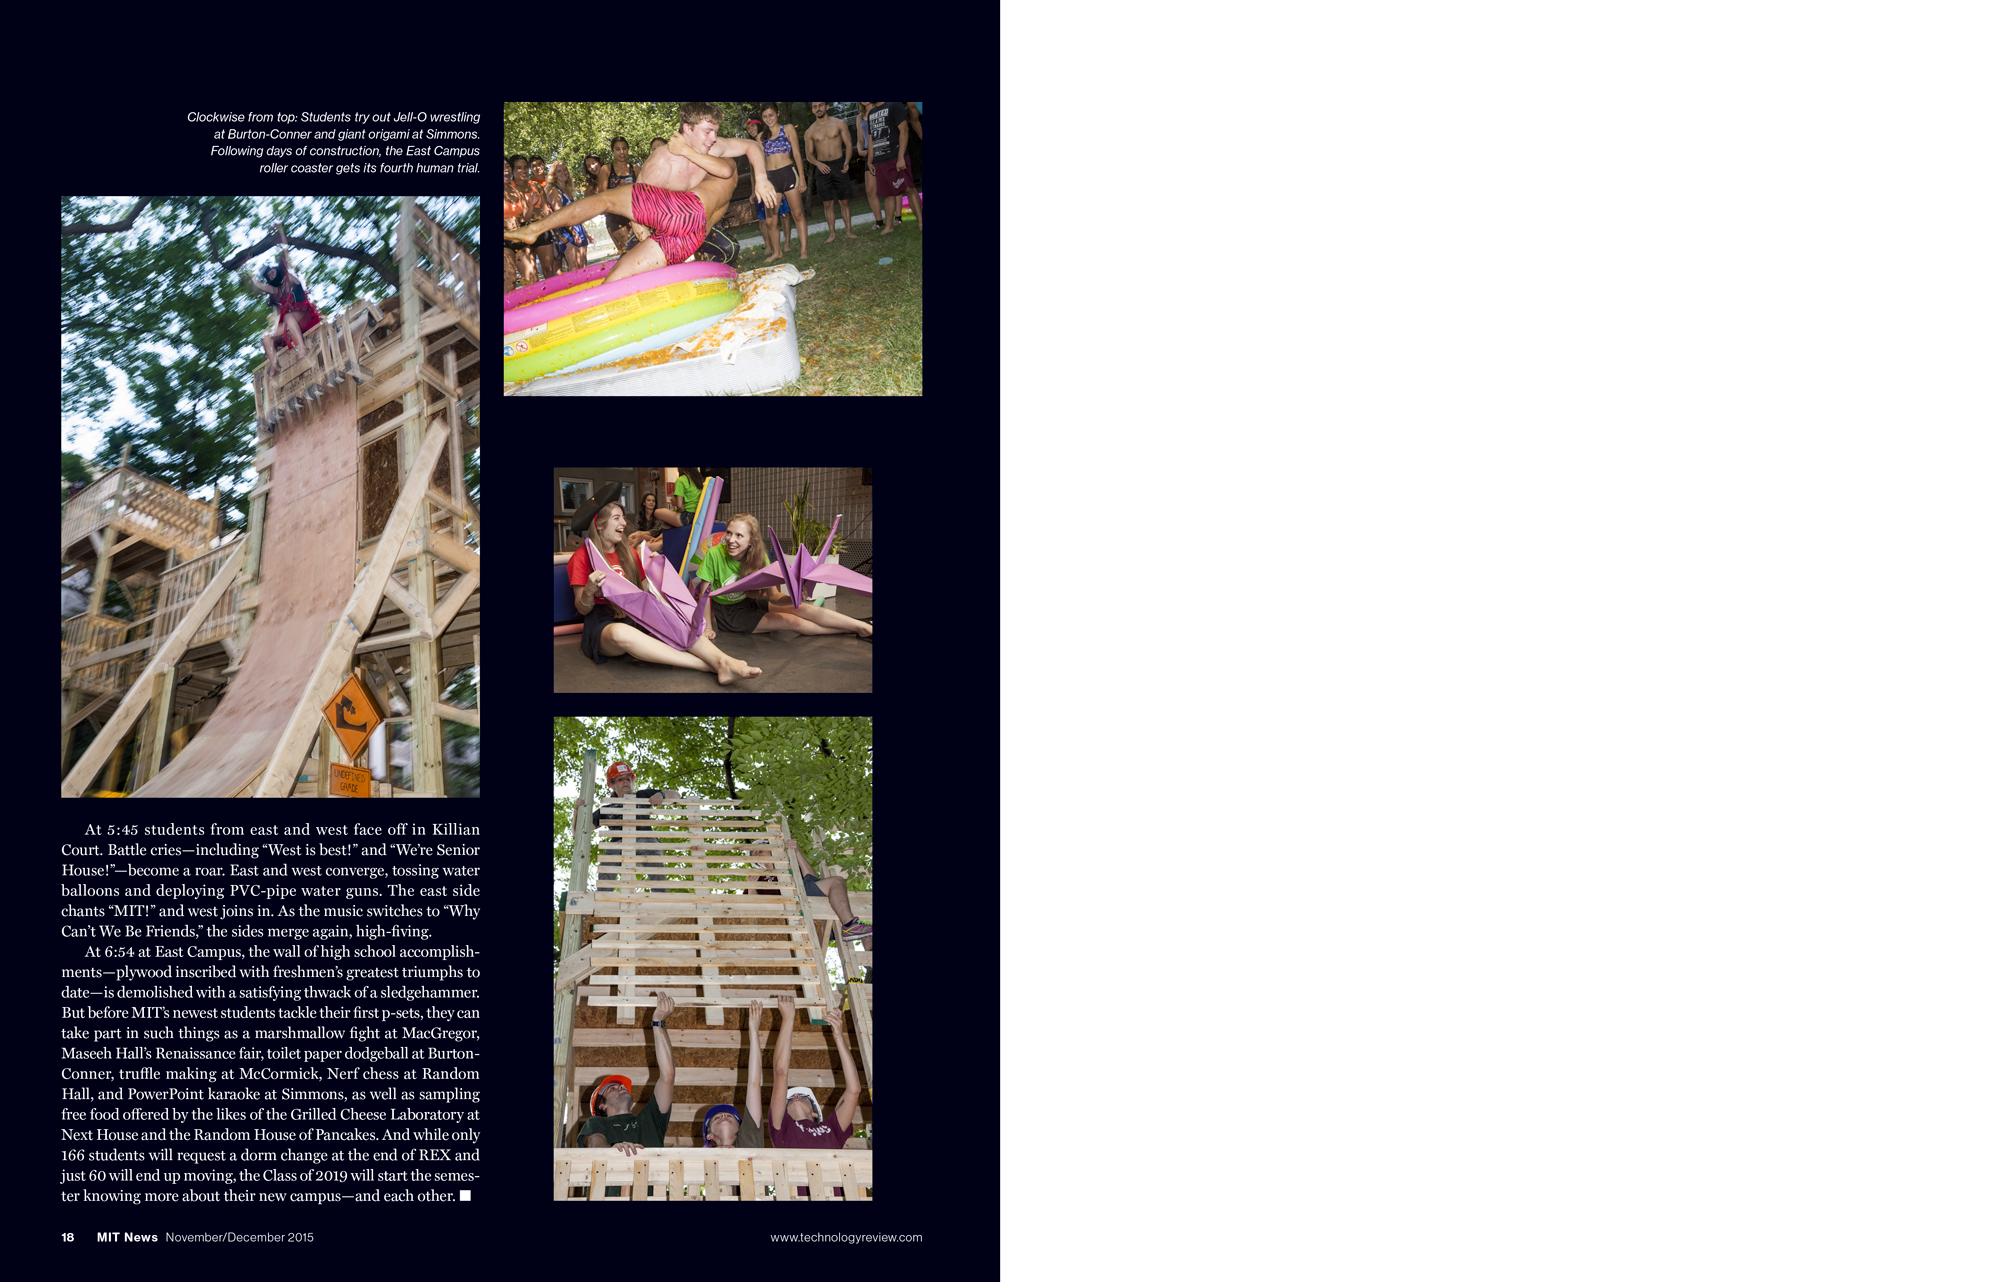 Clockwise from top: Students try out Jell-O wrestling
at Burton-Conner and giant origami at Simmons.
Following days of construction, the East Campus
roller coaster gets its fourth human trial.
UNDEFINED
GRADE
At 5:45 students from east and west face off in Killian
Court. Battle cries—including “West is best!” and “We’re Senior
House!”—become a roar. East and west converge, tossing water
balloons and deploying PVC-pipe water guns. The east side
chants “MIT!” and west joins in. As the music switches to “Why
Can’t We Be Friends,” the sides merge again, high-fiving.
At 6:54 at East Campus, the wall of high school accomplish-
ments—plywood inscribed with freshmen’s greatest triumphs to
date—is demolished with a satisfying thwack of a sledgehammer.
But before MIT’s newest students tackle their first p-sets, they can
take part in such things as a marshmallow fight at MacGregor,
Maseeh Hall’s Renaissance fair, toilet paper dodgeball at Burton-
Conner, truffle making at McCormick, Nerf chess at Random
Hall, and PowerPoint karaoke at Simmons, as well as sampling
free food offered by the likes of the Grilled Cheese Laboratory at
Next House and the Random House of Pancakes. And while only
166 students will request a dorm change at the end of REX and
just 60 will end up moving, the Class of 2019 will start the semes-
ter knowing more about their new campus—and each other.
18 MIT News November/December 2015
www.technologyreview.com